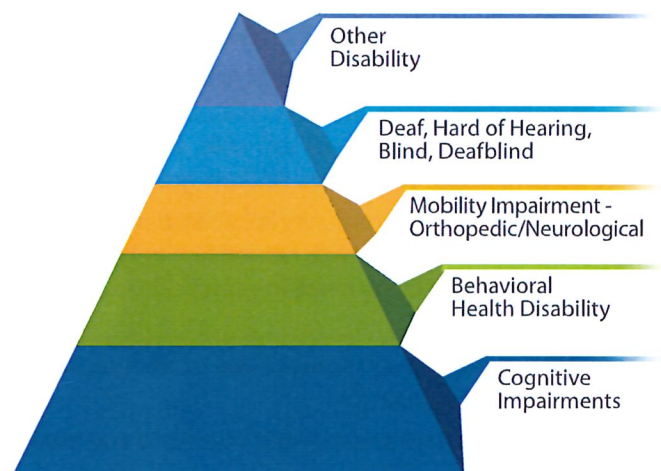 Other
Disability
Deaf, Hard of Hearing,
Blind, Deafblind
Mobility Impairment -
Orthopedic/Neurological
Behavioral
Health Disability
Cognitive
Impairments